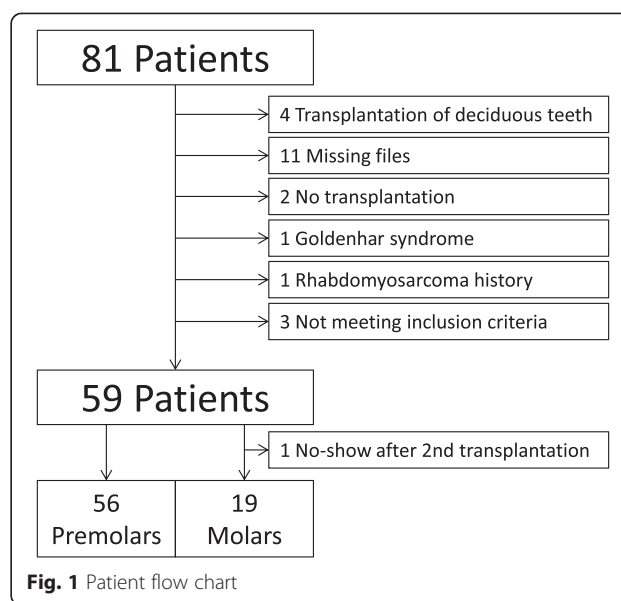 81 Patients
4 Transplantation of deciduous teeth
11 Missing files
2 No transplantation
1 Goldenhar syndrome
1 Rhabdomyosarcoma history
3 Not meeting inclusion criteria
59 Patients
1 No-show after 2nd transplantation
56
Premolars
19
Molars
Fig. 1 Patient flow chart